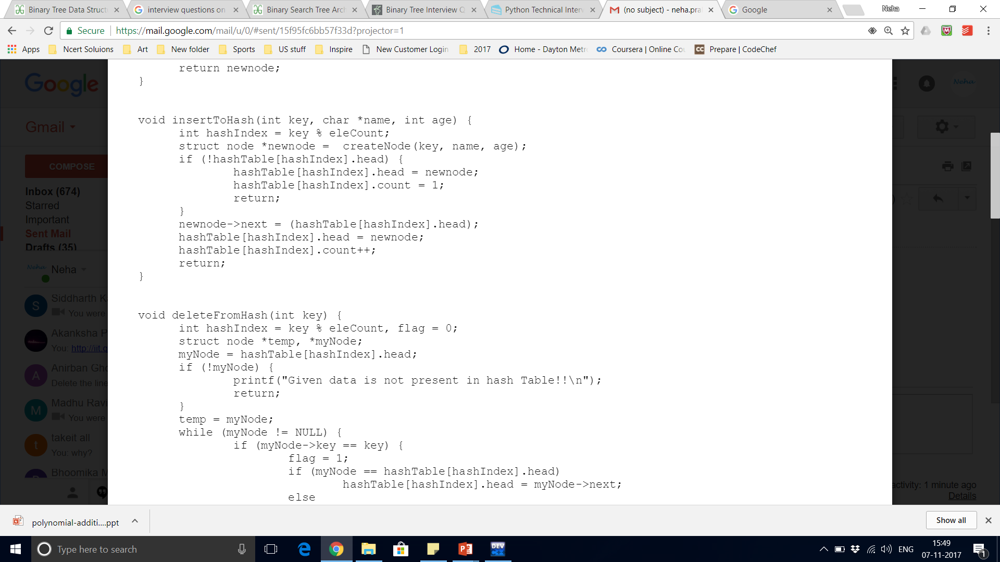 Binary Tree Data Struct
interview questions on
Binary Search Tree Arch
Binary Tree Interview Q
Python Technical Interv
(no subject) - neha.pra
Google
Neha
Secure
https://mail.google.com/mail/u/0/#sent/15f95fc6bb57f33d?projector=1
Apps
Ncert Soluions
Art
New folder
Sports
US stuff
Inspire
New Customer Login
2017
Home - Dayton Metr
Coursera | Online Cou
CC Prepare | CodeChef
Google
Neha
Gmail
COMPOSE
Inbox (674)
Starred
Important
Sent Mail
Drafts (35)
Neha
Neha
S
Siddharth K
You were
Akanksha P
You: http://iit.q
A
Anirban Gho
Delete the line
M
Madhu Ravi
You were
t
takeit all
You: why?
Bhoomika M
return newnode;
}
void insertToHash(int key, char *name, int age) {
int hashIndex = key % eleCount;
struct node *newnode =  createNode(key, name, age);
if (!hashTable[hashIndex].head) {
hashTable[hashIndex].head = newnode;
hashTable[hashIndex].count = 1;
return;
}
newnode->next = (hashTable[hashIndex].head);
hashTable[hashIndex].head = newnode;
hashTable[hashIndex].count++;
return;
}
void deleteFromHash(int key) {
int hashIndex = key % eleCount, flag = 0;
struct node *temp, *myNode;
myNode = hashTable[hashIndex].head;
if (!myNode) {
printf("Given data is not present in hash Table!!\n");
return;
}
temp = myNode;
while (myNode != NULL) {
if (myNode->key == key) {
flag = 1;
if (myNode == hashTable[hashIndex].head)
hashTable[hashIndex].head = myNode->next;
else
activity: 1 minute ago
Details
polynomial-additi....ppt
Show all
Type here to search
DEV
C++
ENG
15:49
07-11-2017
1